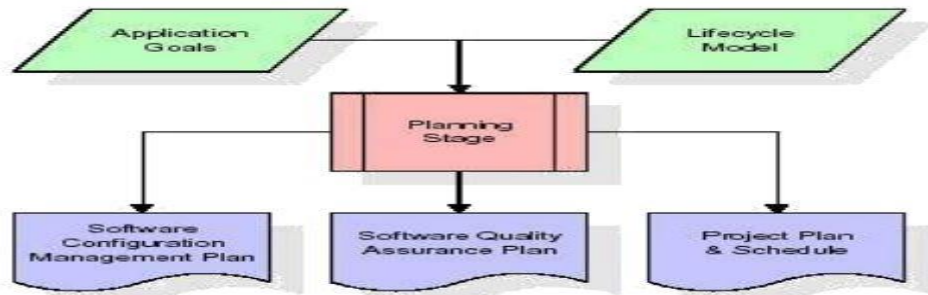 Application
Goals
Lifecycle
Model
Planning
Stage
Software
Configuration
Management Plan
Software Quality
Assurance Plan
Project Plan
& Schedule